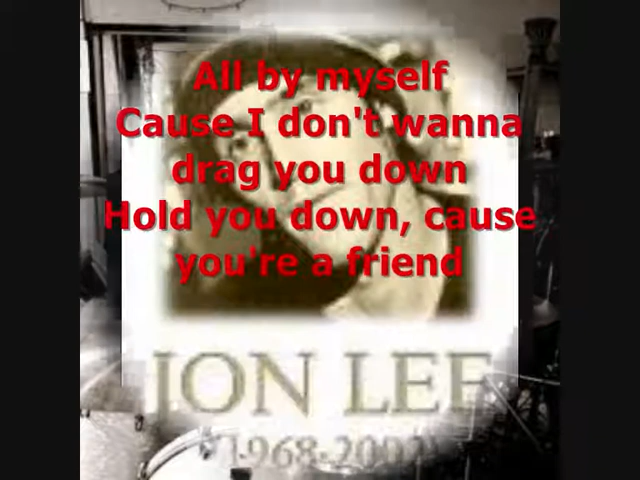 All by myself
Cause I don't wanna
drag you down
Hold you down, cause
you're a friend
JON LEE
(1968-2002)